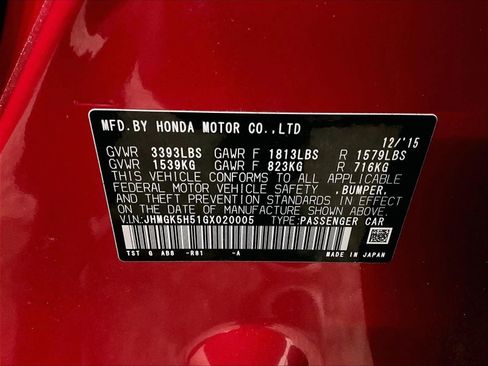 MFD.BY HONDA MOTOR CO.,LTD
12/'15
GVWR 3393LBS GAWR F 1813LBS R 1579LBS
GVWR 1539KG GAWR F 823KG R 716KG
THIS VEHICLE CONFORMS TO ALL APPLICABLE
FEDERAL MOTOR VEHICLE SAFETY ,BUMPER,
AND THEFT PREVENTION STANDARDS IN EFFECT
ON THE DATE OF MANUFACTURE SHOWN ABOVE.
V.I.N: JHMGK5H51GX020005 TYPE:PASSENGER CAR
TST Q AB8 -R81 -A
MADE IN JAPAN